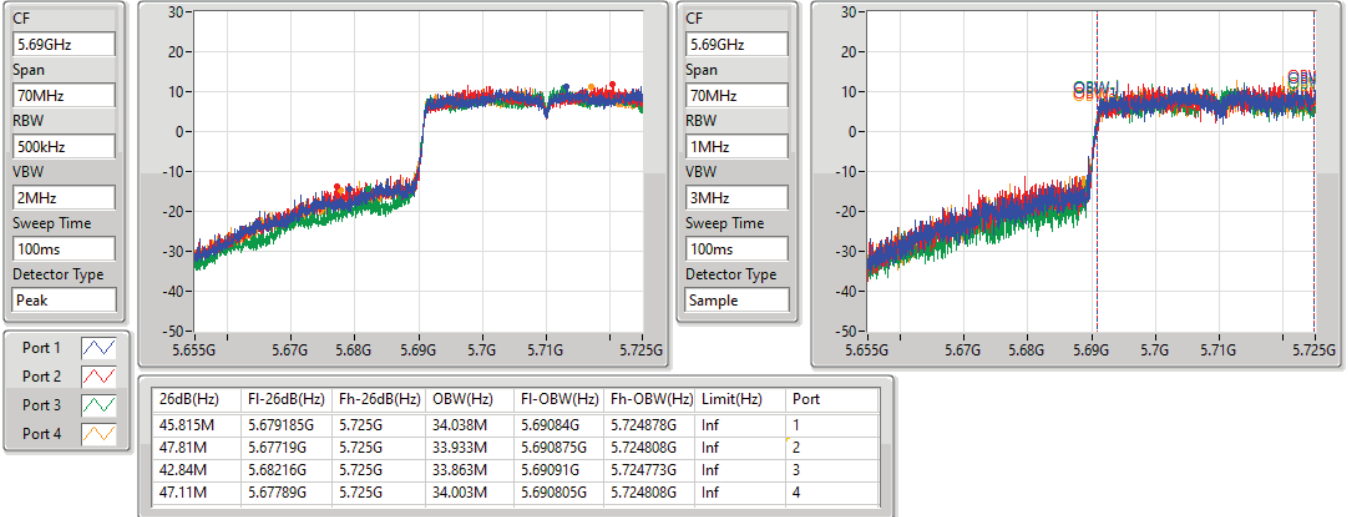 CF
5.69GHz
Span
70MHz
RBW
500kHz
VBW
2MHz
Sweep Time
100ms
Detector Type
Peak
30
20
10
0
-10
-20
-30
-40
-50
5.655G 5.67G 5.68G 5.69G 5.7G 5.71G 5.725G
CF
5.69GHz
Span
70MHz
RBW
1MHz
VBW
3MHz
Sweep Time
100ms
Detector Type
Sample
30
20
10
0
-10
-20
-30
-40
-50
5.655G 5.67G 5.68G 5.69G 5.7G 5.71G 5.725G
Port 1
Port 2
Port 3
Port 4
26dB(Hz) Fl-26dB(Hz) Fh-26dB(Hz) OBW(Hz) Fl-OBW(Hz) Fh-OBW(Hz) Limit(Hz) Port
45.815M 5.679185G 5.725G 34.038M 5.69084G 5.724878G Inf 1
47.81M 5.67719G 5.725G 33.933M 5.690875G 5.724808G Inf 2
42.84M 5.68216G 5.725G 33.863M 5.69091G 5.724773G Inf 3
47.11M 5.67789G 5.725G 34.003M 5.690805G 5.724808G Inf 4